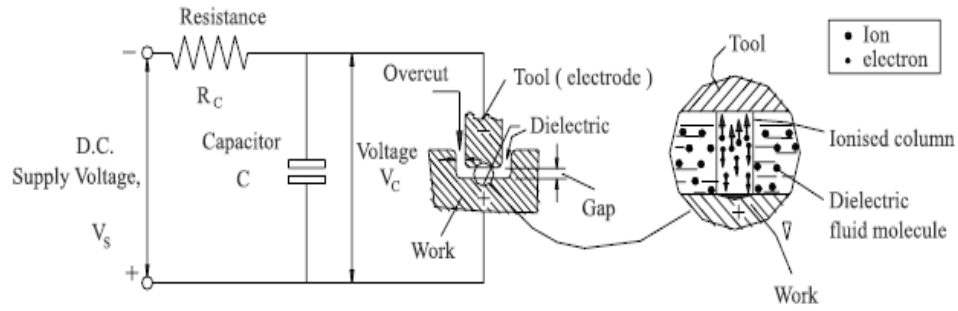 Resistance
−
R C
D.C.
Supply Voltage,
V S
+
Capacitor
C
Voltage
V C
Overcut
Tool ( electrode )
−
Dielectric
+
Gap
Work
Tool
Ion
electron
Ionised column
Dielectric
fluid molecule
+
Work